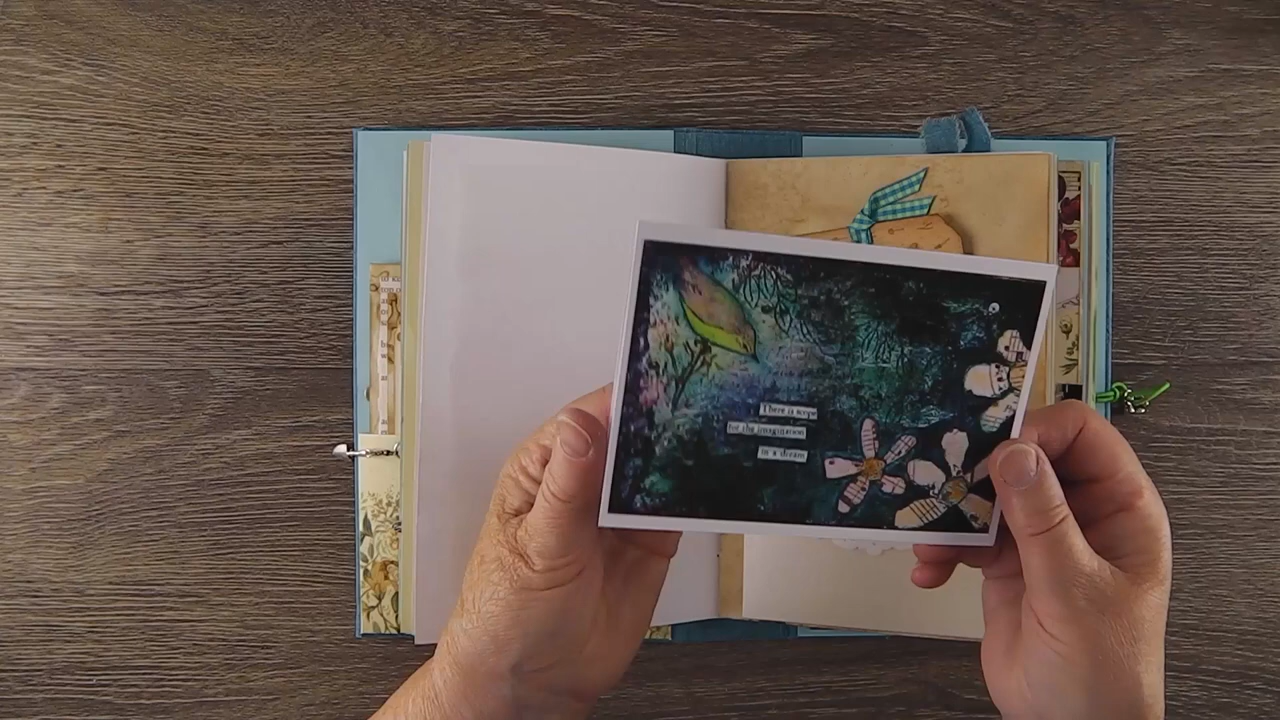 There is scope
for the imagination
in a dream